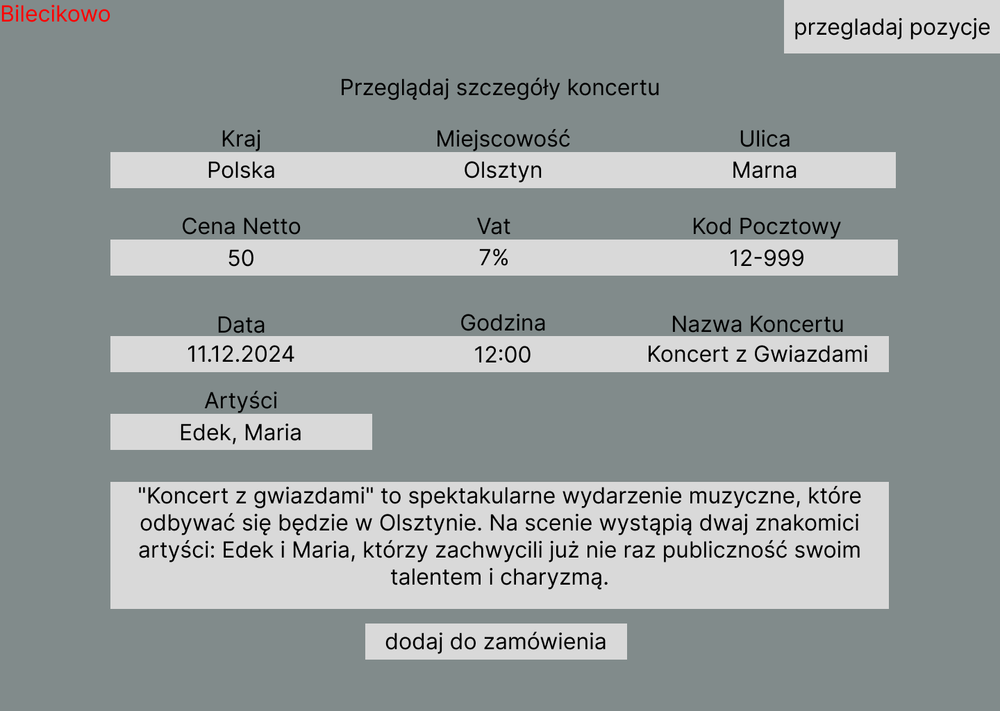 Bilecikowo
przegladaj pozycje
Przeglądaj szczegóły koncertu
Kraj Miejscowość Ulica
Polska Olsztyn Marna
Cena Netto Vat Kod Pocztowy
50 7% 12-999
Data Godzina Nazwa Koncertu
11.12.2024 12:00 Koncert z Gwiazdami
Artyści
Edek, Maria
"Koncert z gwiazdami" to spektakularne wydarzenie muzyczne, które
odbywać się będzie w Olsztynie. Na scenie wystąpią dwaj znakomici
artyści: Edek i Maria, którzy zachwycili już nie raz publiczność swoim
talentem i charyzmą.
dodaj do zamówienia